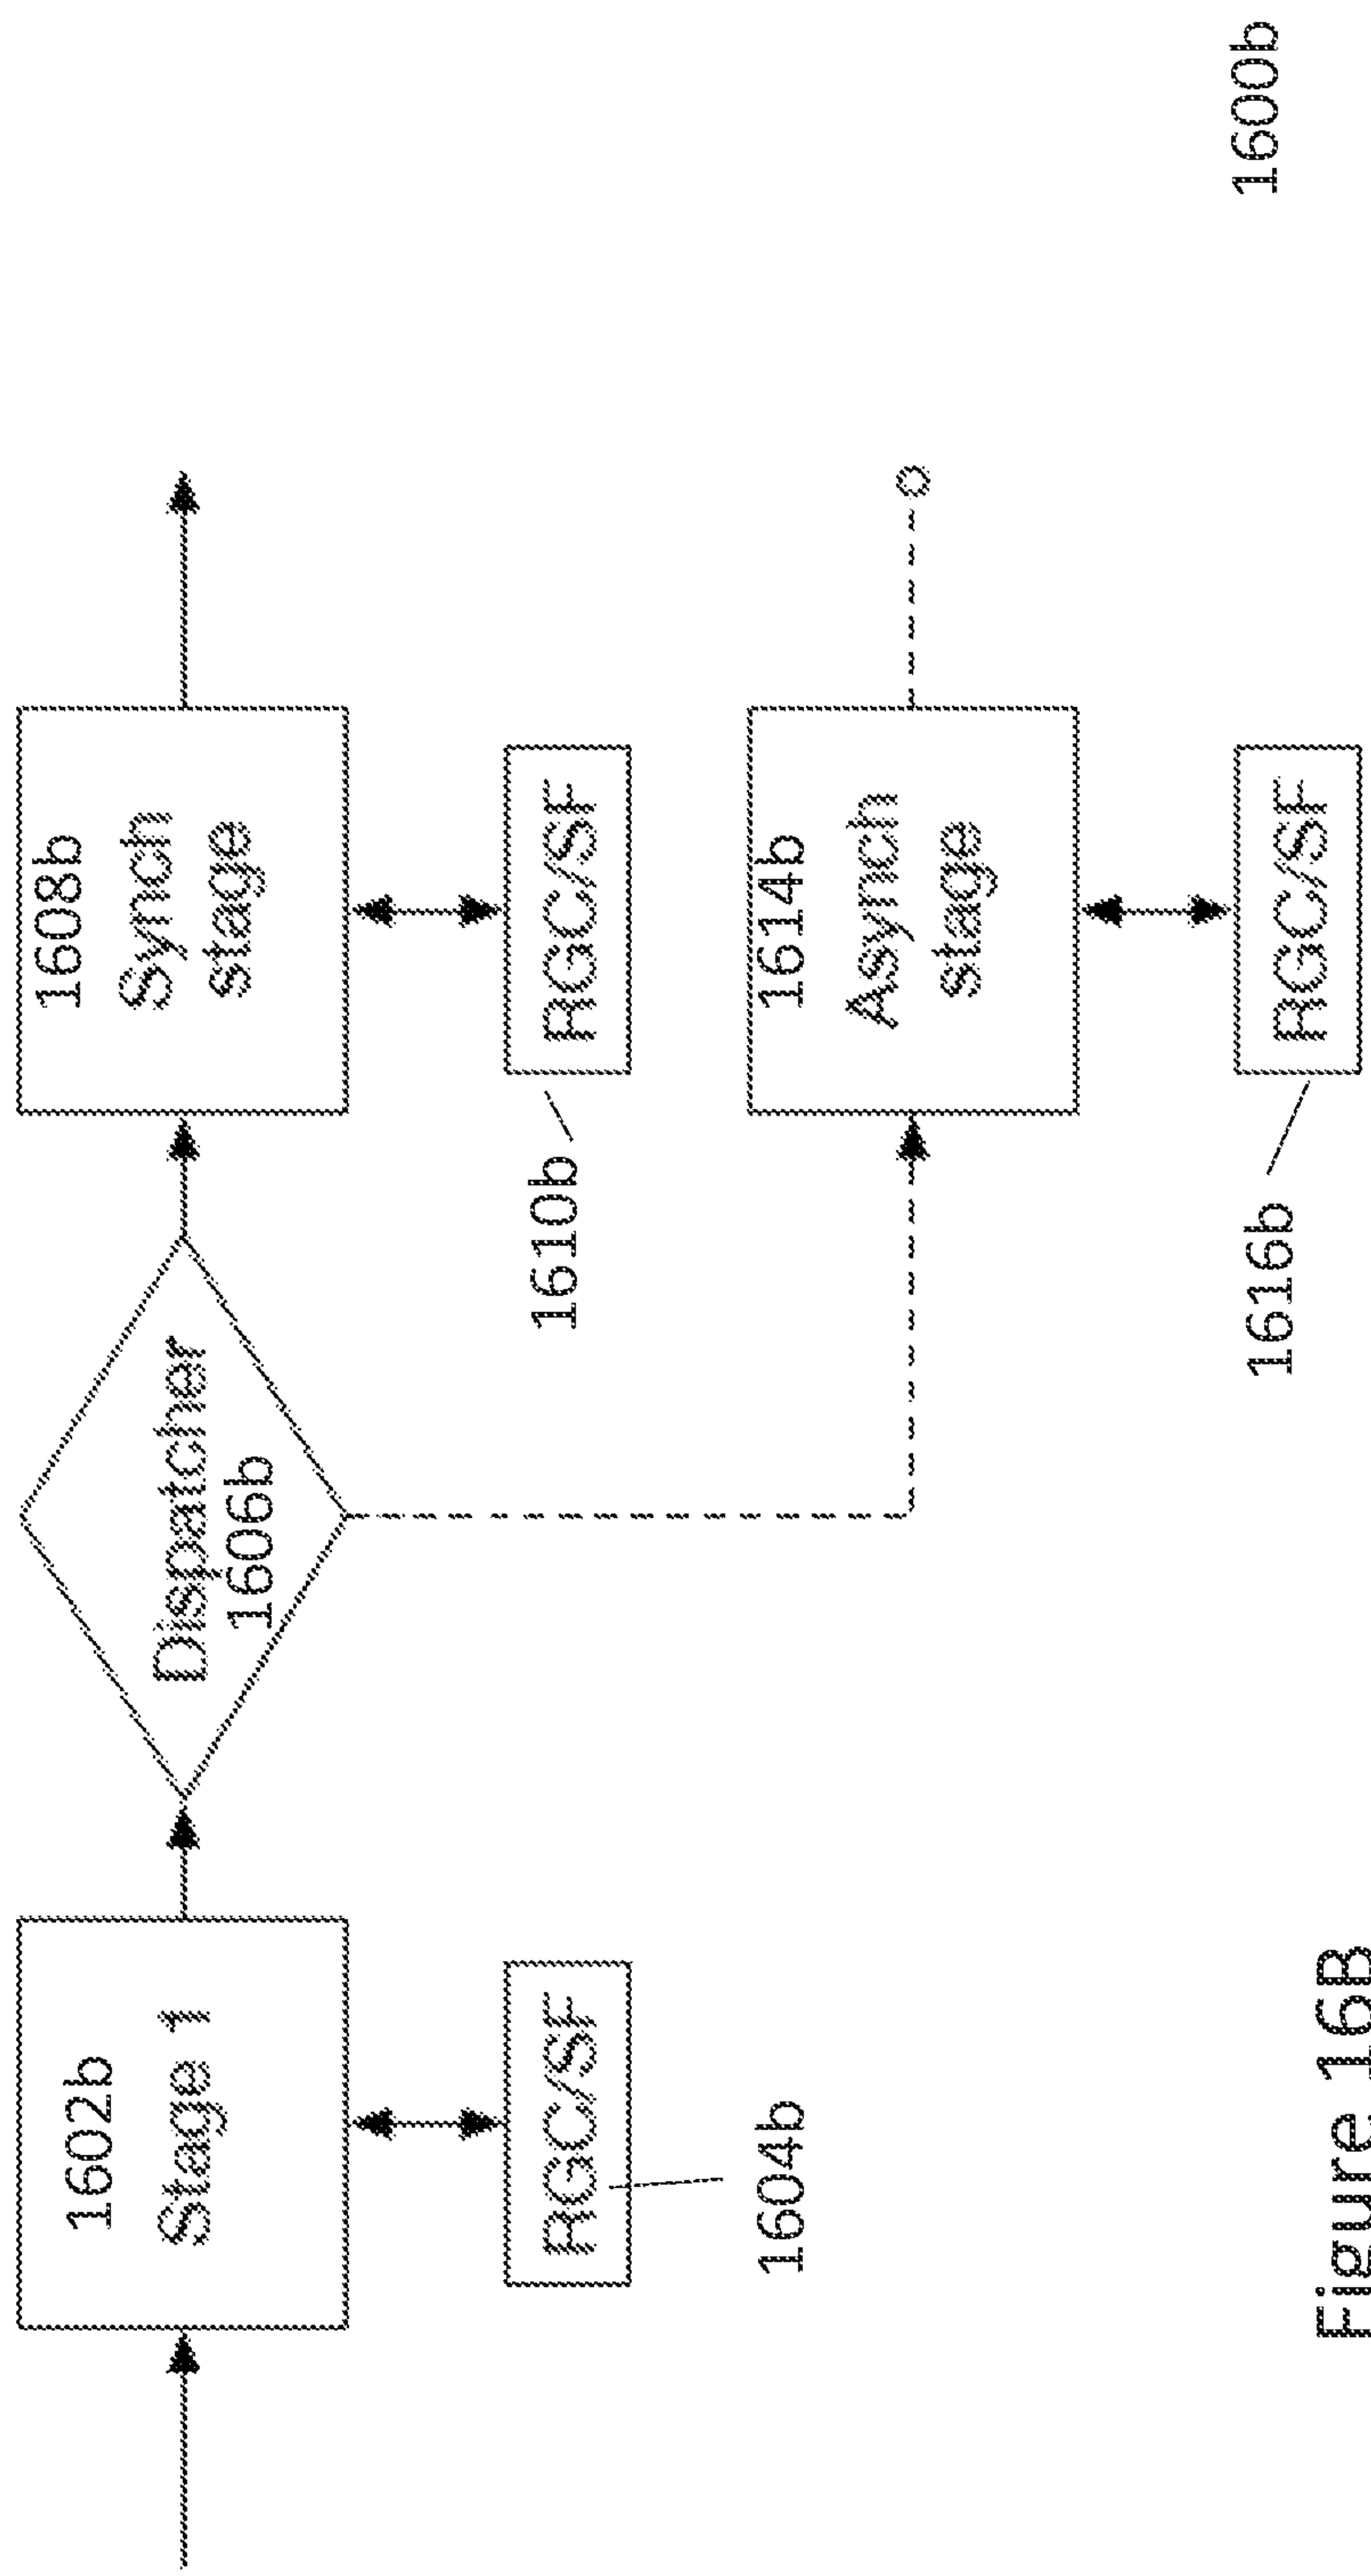 1602b
Stage 1
RGC/SF
1604b
Dispatcher
1606b
1608b
Synch
stage
RGC/SF
1610b
1614b
Asynch
stage
RGC/SF
1616b
1600b
Figure 16B